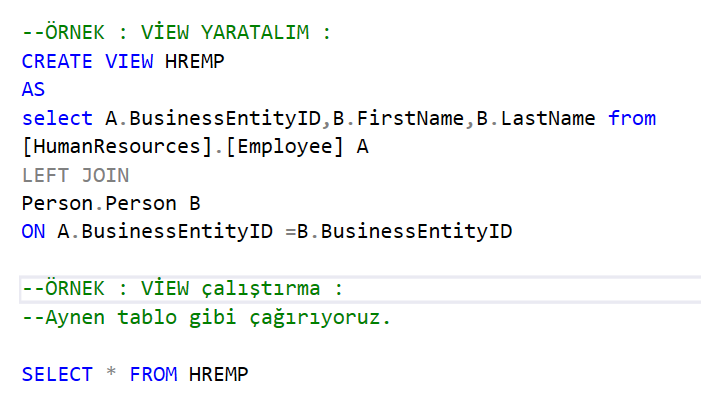 --ÖRNEK : VİEW YARATALIM :
CREATE VIEW HREMP
AS
select A.BusinessEntityID,B.FirstName,B.LastName from
[HumanResources].[Employee] A
LEFT JOIN
Person.Person B
ON A.BusinessEntityID =B.BusinessEntityID
--ÖRNEK : VİEW çalıştırma :
--Aynen tablo gibi çağırıyoruz.
SELECT * FROM HREMP